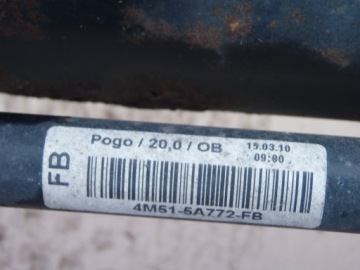 FB
Pogo / 20,0 / OB
15.03.10
09:00
4M51-5A772-FB